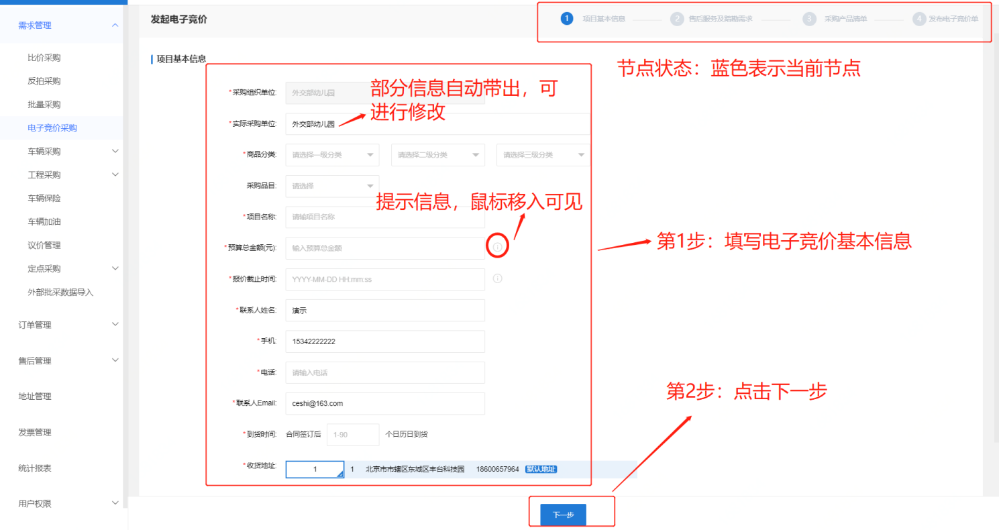 需求管理
比价采购
反拍采购
批量采购
电子竞价采购
车辆采购
工程采购
车辆保险
车辆加油
议价管理
定点采购
外部批采数据导入
订单管理
售后管理
地址管理
发票管理
统计报表
用户权限
发起电子竞价
1 项目基本信息 2 售后服务及踏勘需求 3 采购产品清单 4 发布电子竞价单
节点状态：蓝色表示当前节点
项目基本信息
*采购组织单位: 外交部幼儿园
部分信息自动带出，可
进行修改
*实际采购单位: 外交部幼儿园
*商品分类: 请选择一级分类 请选择二级分类 请选择三级分类
采购品目: 请选择
提示信息，鼠标移入可见
*项目名称: 请输项目名称
*预算总金额(元): 输入预算总金额
第1步：填写电子竞价基本信息
*报价截止时间: YYYY-MM-DD HH:mm:ss
*联系人姓名: 演示
*手机: 15342222222
*电话: 请输入电话
第2步：点击下一步
*联系人Email: ceshi@163.com
*到货时间: 合同签订后 1-90 个日历日到货
*收货地址: 1 1 北京市市辖区东城区丰台科技园 18600657964 默认地址
下一步